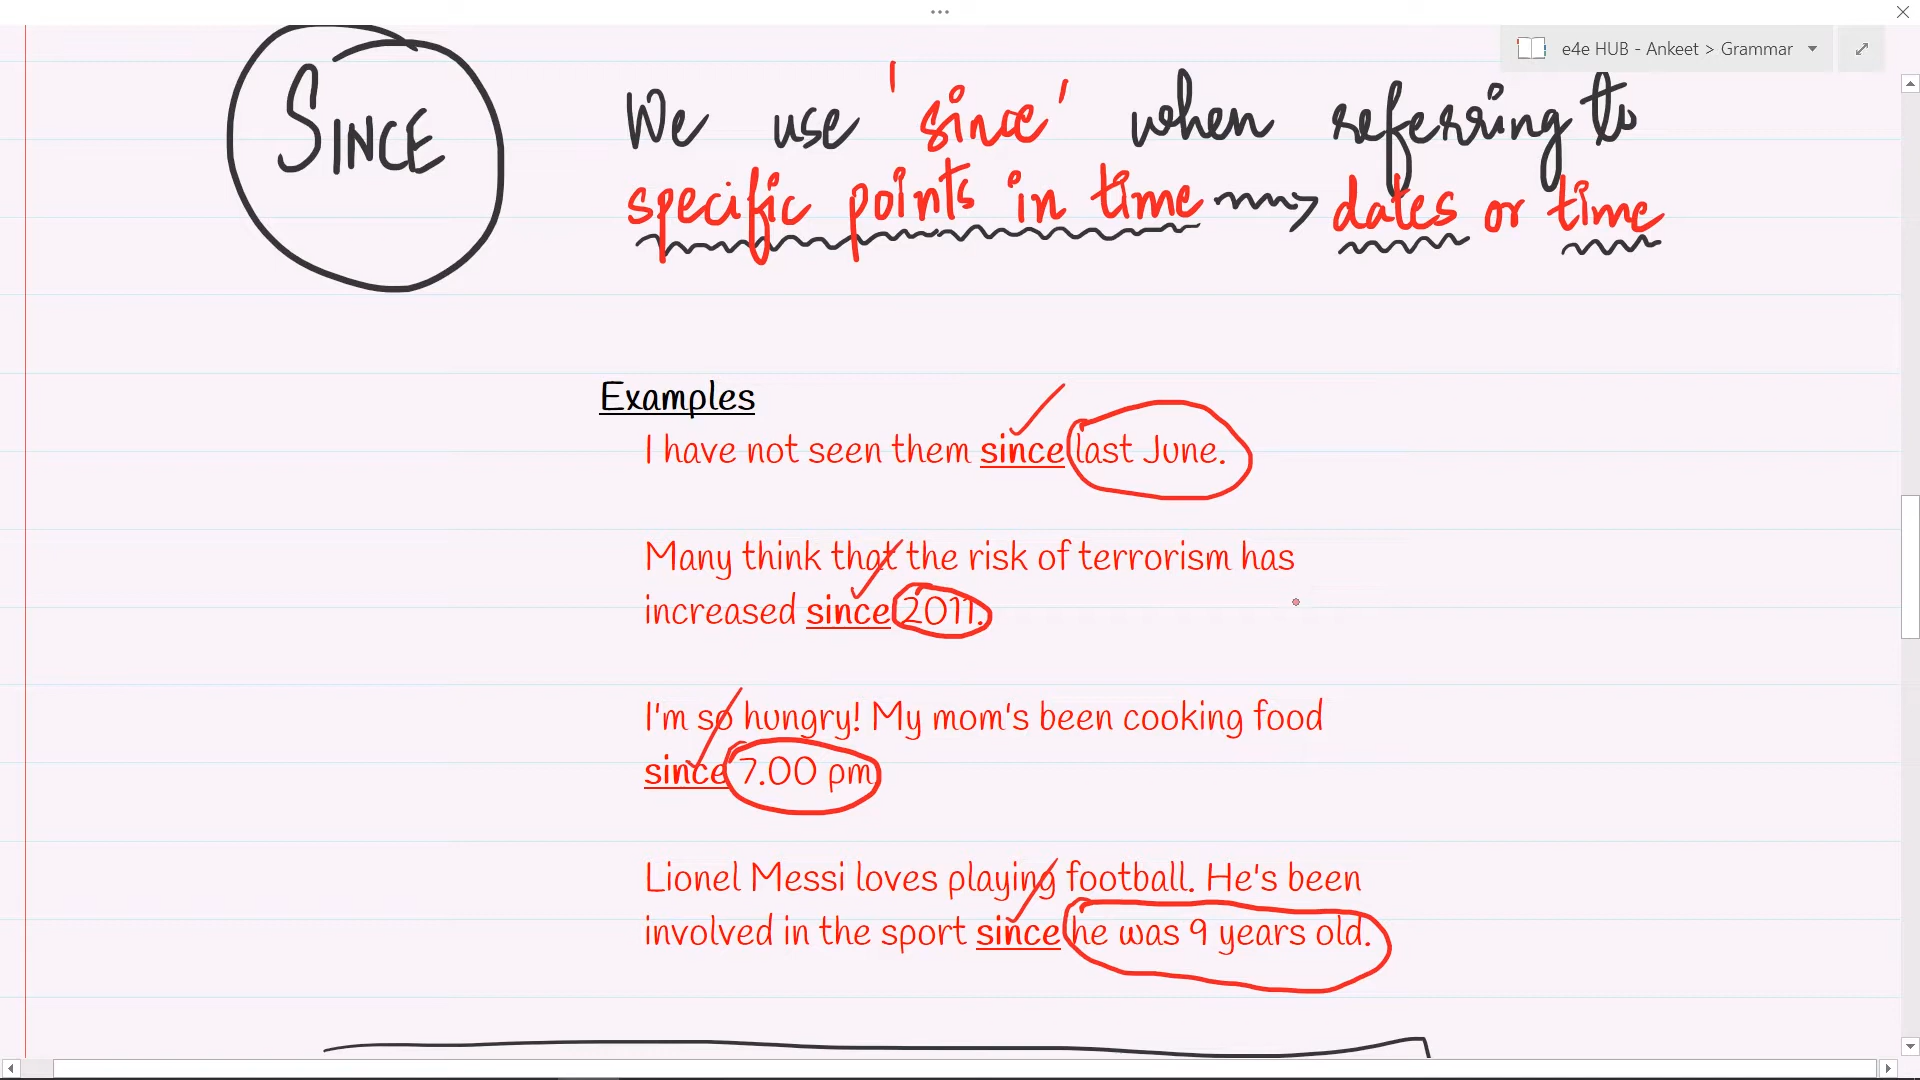 e4e HUB - Ankeet > Grammar
SINCE
We use 'since' when referring to
specific points in time → dates or time
Examples
I have not seen them since last June.
Many think that the risk of terrorism has
increased since 2011.
I'm so hungry! My mom's been cooking food
since 7.00 pm
Lionel Messi loves playing football. He's been
involved in the sport since he was 9 years old.